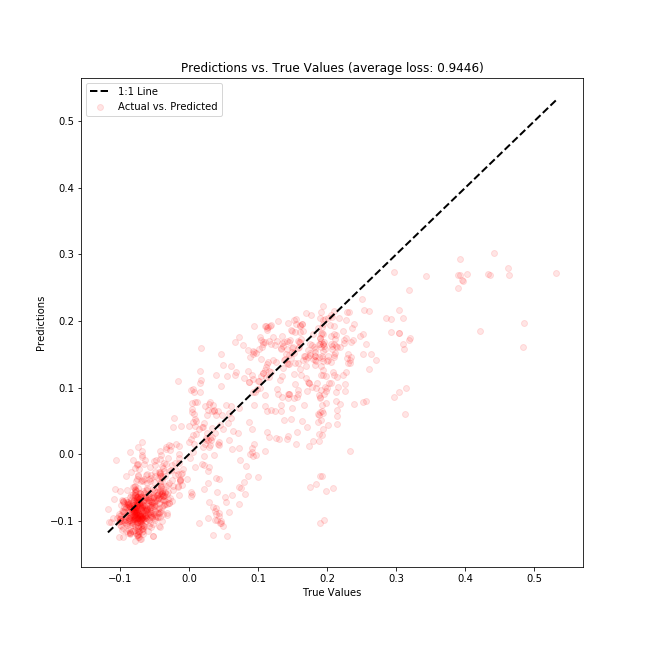 Predictions vs. True Values (average loss: 0.9446)
1:1 Line
Actual vs. Predicted
0.5
0.4
0.3
0.2
0.1
0.0
−0.1
Predictions
−0.1 0.0 0.1 0.2 0.3 0.4 0.5
True Values